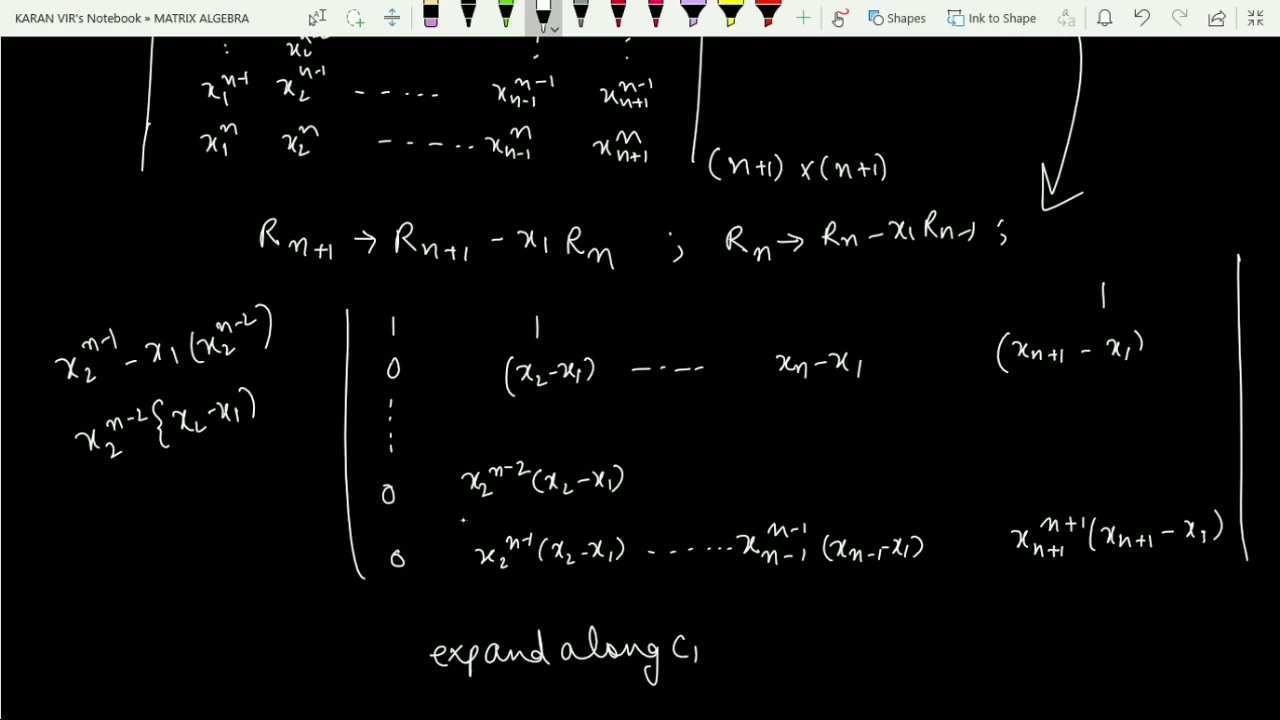 KARAN VIR's Notebook » MATRIX ALGEBRA Shapes Ink to Shape
x_1^{n-1} x_2^{n-1} ----- x_{n-1}^{n-1} x_{n+1}^{n-1}
x_1^n x_2^n ------ x_{n-1}^n x_{n+1}^n
(n+1) × (n+1)
R_{n+1} → R_{n+1} - x_1 R_n ; R_n → R_n - x_1 R_{n-1} ;
1 1 1
x_2^{n-1} - x_1 (x_2^{n-2})
0 (x_2 - x_1) ----- x_n - x_1 (x_{n+1} - x_1)
x_2^{n-2} { x_2 - x_1 )
0 x_2^{n-2} (x_2 - x_1)
0 x_2^{n-1} (x_2 - x_1) ------ x_{n-1}^{n-1} (x_{n-1} - x_1) x_{n+1}^{n+1} (x_{n+1} - x_1)
expand along C_1